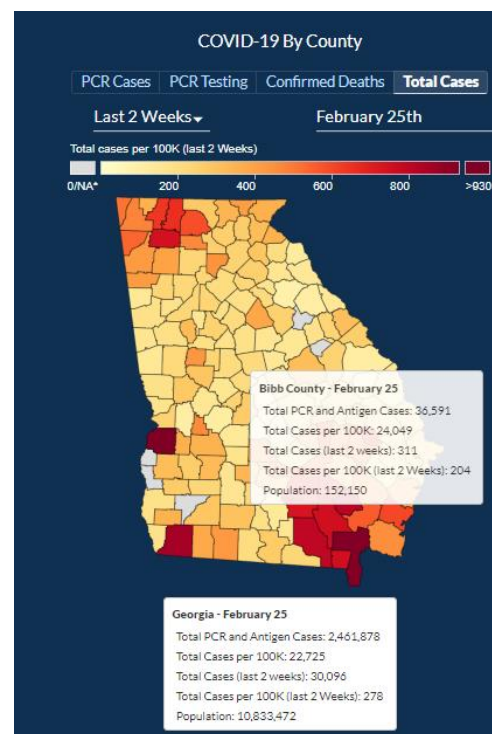 COVID-19 By County
PCR Cases PCR Testing Confirmed Deaths Total Cases
Last 2 Weeks February 25th
Total cases per 100K (last 2 Weeks)
0/NA* 200 400 600 800 >930
Bibb County - February 25
Total PCR and Antigen Cases: 36,591
Total Cases per 100K: 24,049
Total Cases (last 2 weeks): 311
Total Cases per 100K (last 2 Weeks): 204
Population: 152,150
Georgia - February 25
Total PCR and Antigen Cases: 2,461,878
Total Cases per 100K: 22,725
Total Cases (last 2 weeks): 30,096
Total Cases per 100K (last 2 Weeks): 278
Population: 10,833,472